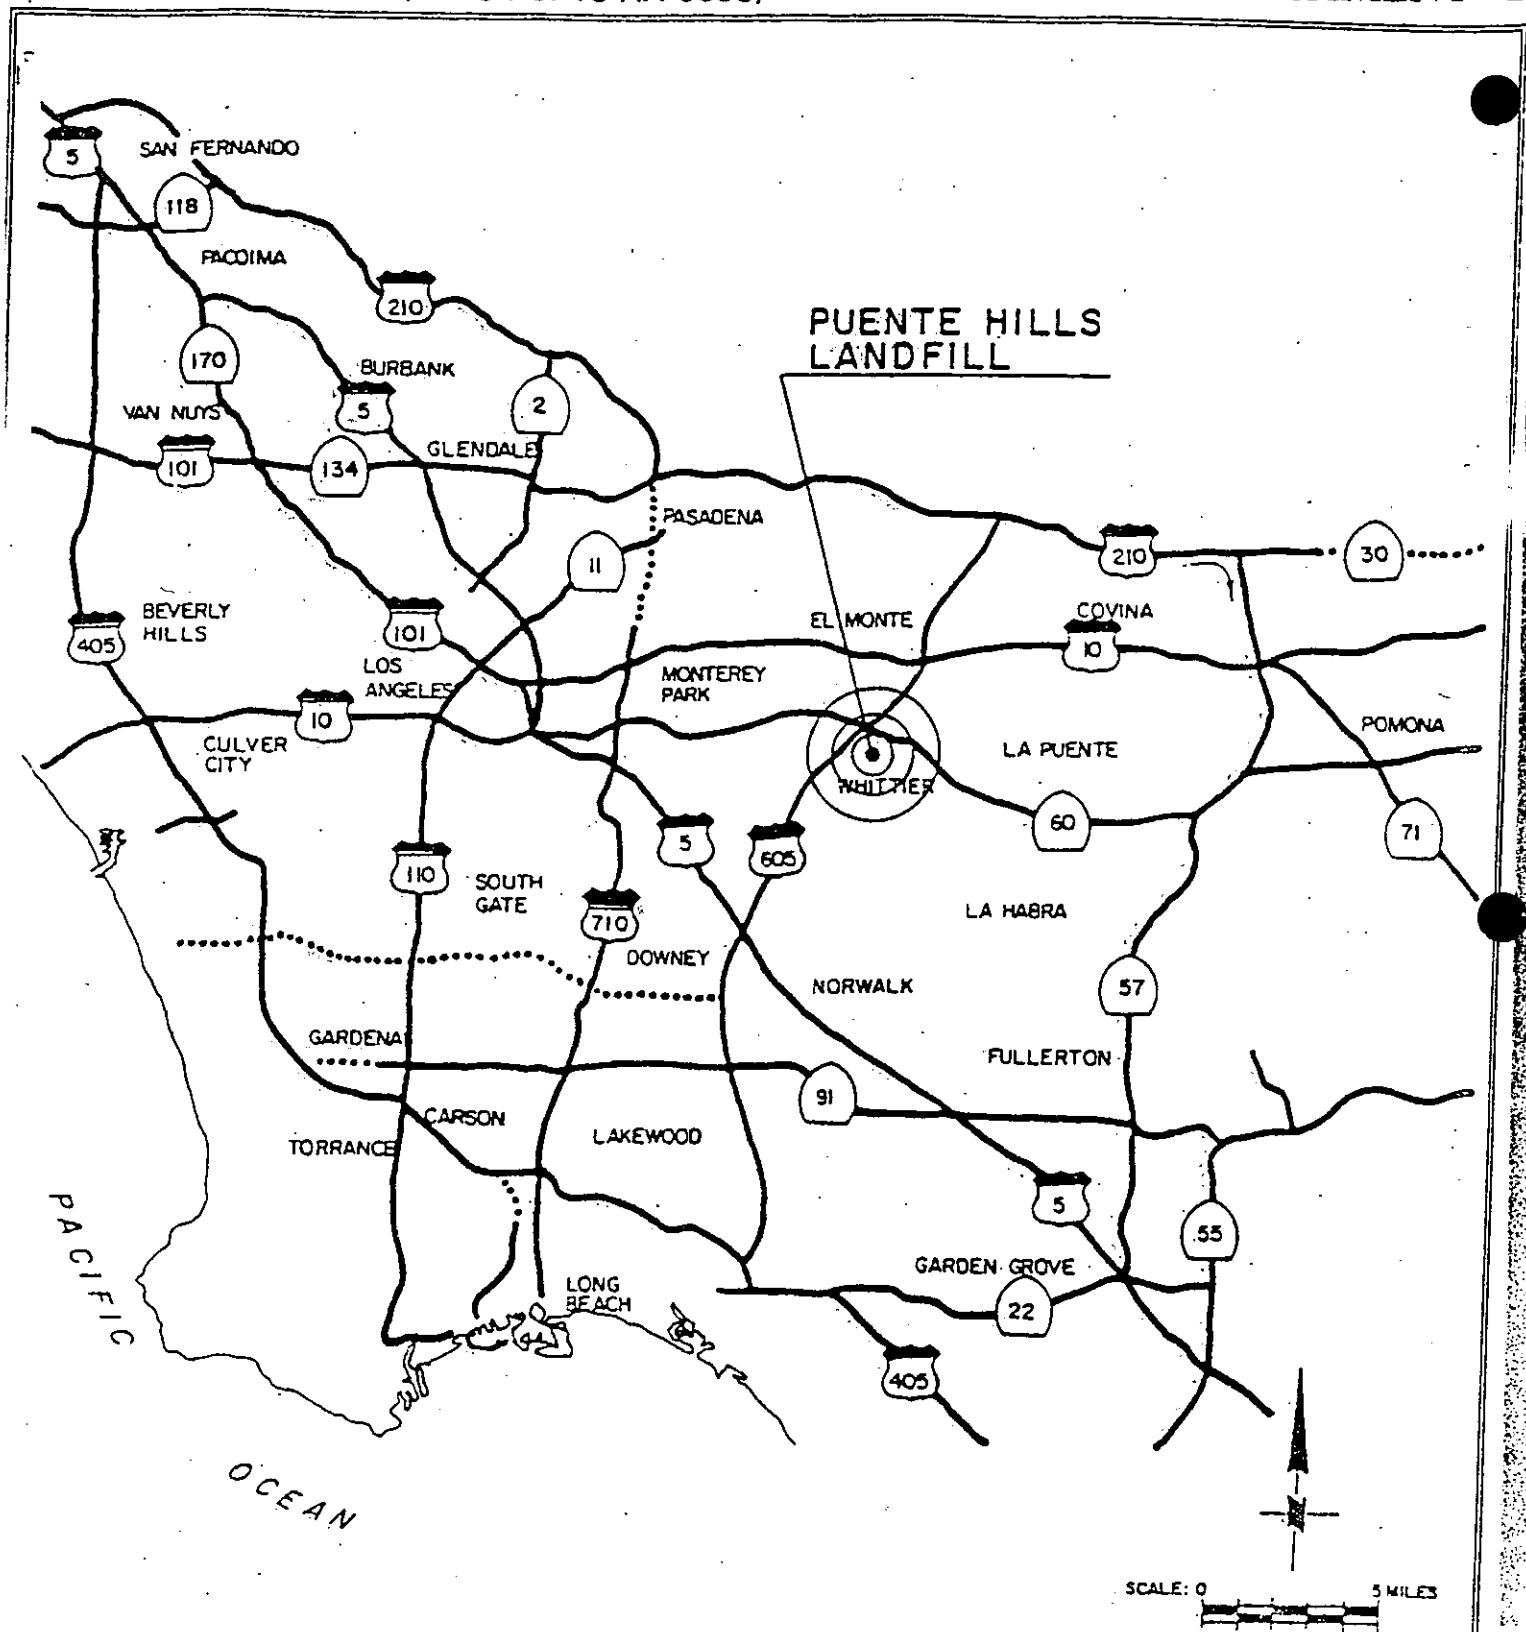 5
SAN FERNANDO
118
PACOIMA
210
PUENTE HILLS
LANDFILL
170
BURBANK
5
2
VAN NUYS
GLENDALE
101
134
PASADENA
11
210
30
BEVERLY
HILLS
405
101
EL MONTE
COVINA
10
LOS
ANGELES
MONTEREY
PARK
10
CULVER
CITY
LA PUENTE
POMONA
WHITTIER
60
71
5
605
110
SOUTH
GATE
710
LA HABRA
DOWNEY
NORWALK
57
GARDENA
FULLERTON
91
CARSON
TORRANCE
LAKEWOOD
5
55
PACIFIC
GARDEN GROVE
LONG
BEACH
22
405
OCEAN
SCALE: 0 5 MILES